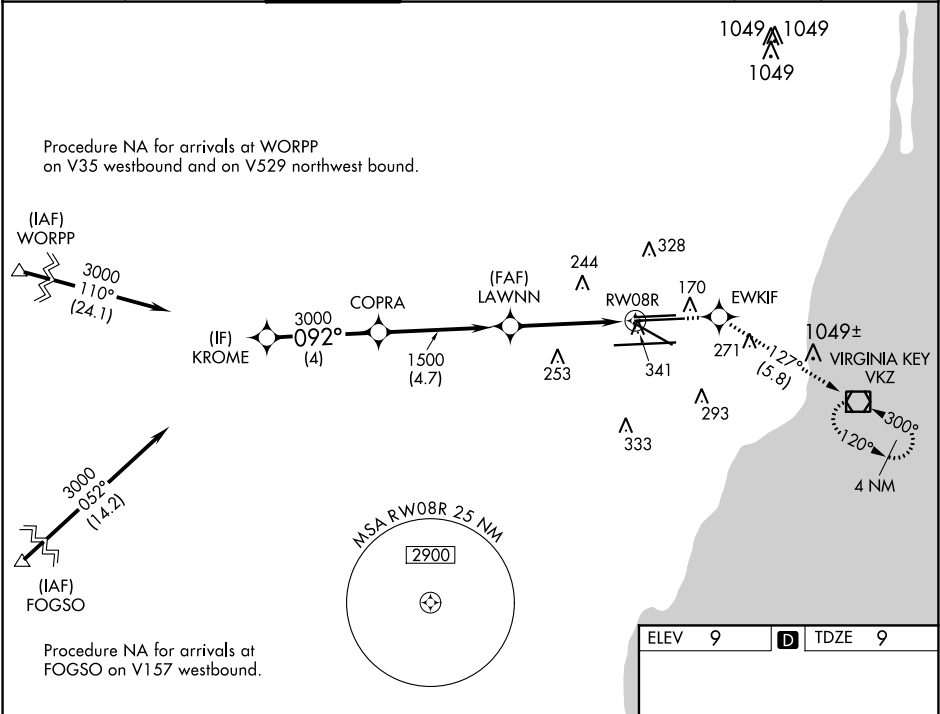 1049 1049
1049
Procedure NA for arrivals at WORPP
on V35 westbound and on V529 northwest bound.
(IAF)
WORPP
3000
110°
(24.1)
(IF)
KROME
3000
092°
(4)
COPRA
1500
(4.7)
(FAF)
LAWNN
244
328
253
RW08R
341
170
EWKIF
271
293
333
127°
(5.8)
1049±
VIRGINIA KEY
VKZ
300°
120°
4 NM
3000
052°
(14.2)
(IAF)
FOGSO
MSA RW08R 25 NM
2900
Procedure NA for arrivals at
FOGSO on V157 westbound.
ELEV 9 D TDZE 9